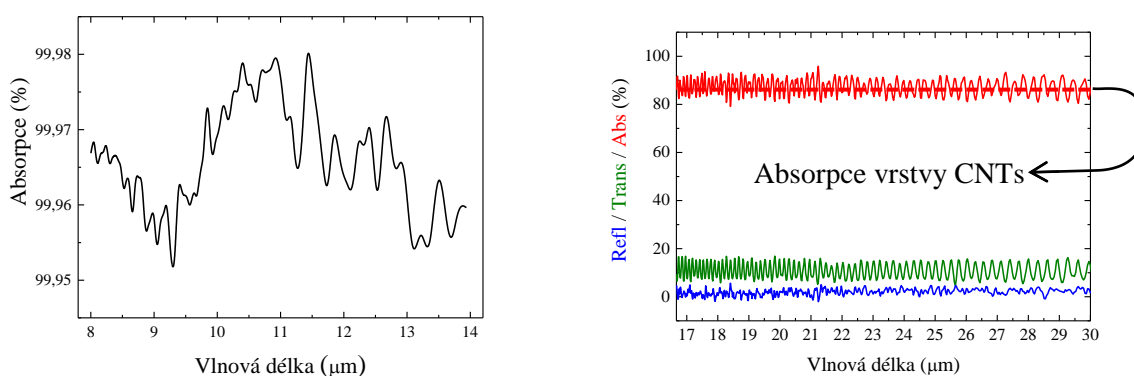 Absorpce (%)
99,98
99,97
99,96
99,95
8 9 10 11 12 13 14
Vlnová délka (μm)
Refl / Trans / Abs (%)
100
80
60
40
20
0
Absorpce vrstvy CNTs
17 18 19 20 21 22 23 24 25 26 27 28 29 30
Vlnová délka (μm)